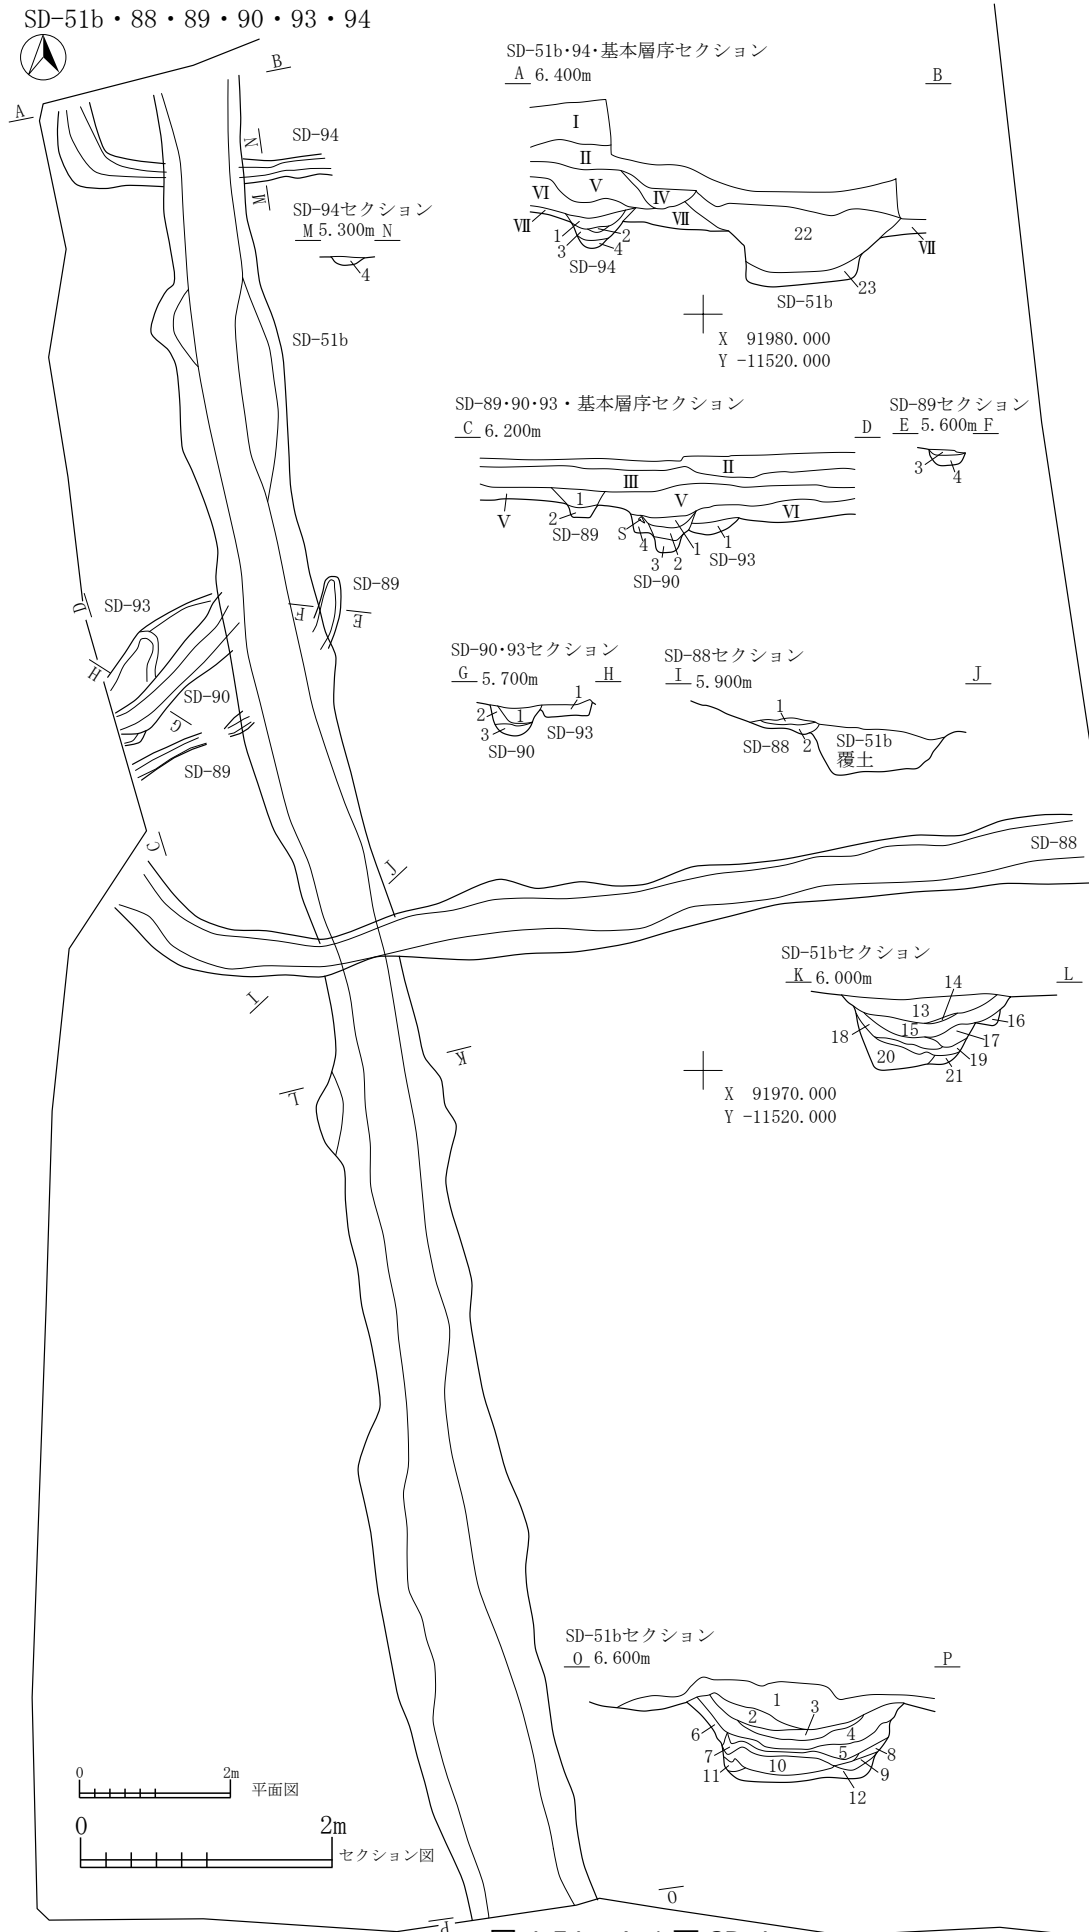 SD-51b・88・89・90・93・94
A
B
N
M
SD-94
SD-94セクション
M 5.300m N
4
SD-51b
SD-51b・94・基本層序セクション
A 6.400m B
Ⅰ
Ⅱ
Ⅴ
Ⅵ
Ⅳ
Ⅶ
Ⅶ
Ⅶ
1
2
3
4
SD-94
22
23
SD-51b
X 91980.000
Y -11520.000
SD-89・90・93・基本層序セクション
C 6.200m D
Ⅱ
Ⅲ
Ⅴ
Ⅴ
Ⅵ
1
2
SD-89
S
4
3
2
1
1
SD-93
SD-90
SD-89セクション
E 5.600m F
3
4
D
SD-93
H
SD-90
G
SD-89
C
SD-89
F
E
SD-90・93セクション
G 5.700m H
1
2
1
3
SD-93
SD-90
SD-88セクション
I 5.900m J
1
2
SD-88
SD-51b
覆土
J
SD-88
I
K
L
SD-51bセクション
K 6.000m L
14
13
16
18
15
17
20
19
21
X 91970.000
Y -11520.000
SD-51bセクション
O 6.600m P
1
2
3
4
6
5
8
7
10
9
11
12
0 2m
平面図
0 2m
セクション図
O
P